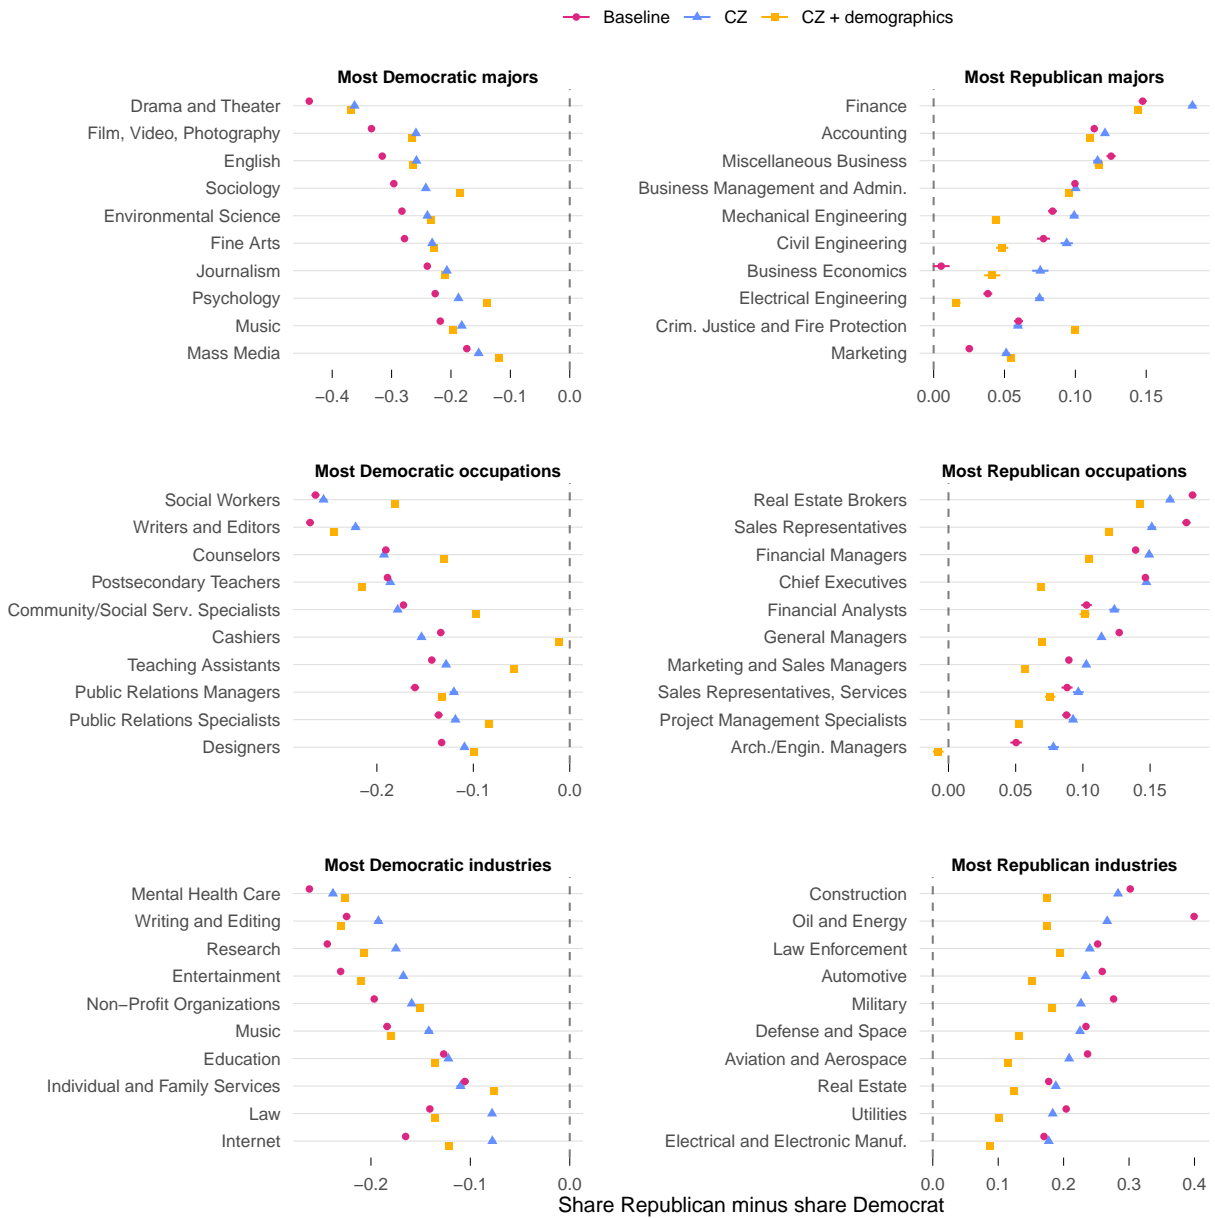 Baseline CZ CZ + demographics
Most Democratic majors
Drama and Theater
Film, Video, Photography
English
Sociology
Environmental Science
Fine Arts
Journalism
Psychology
Music
Mass Media
−0.4 −0.3 −0.2 −0.1 0.0
Most Republican majors
Finance
Accounting
Miscellaneous Business
Business Management and Admin.
Mechanical Engineering
Civil Engineering
Business Economics
Electrical Engineering
Crim. Justice and Fire Protection
Marketing
0.00 0.05 0.10 0.15
Most Democratic occupations
Social Workers
Writers and Editors
Counselors
Postsecondary Teachers
Community/Social Serv. Specialists
Cashiers
Teaching Assistants
Public Relations Managers
Public Relations Specialists
Designers
−0.2 −0.1 0.0
Most Republican occupations
Real Estate Brokers
Sales Representatives
Financial Managers
Chief Executives
Financial Analysts
General Managers
Marketing and Sales Managers
Sales Representatives, Services
Project Management Specialists
Arch./Engin. Managers
0.00 0.05 0.10 0.15
Most Democratic industries
Mental Health Care
Writing and Editing
Research
Entertainment
Non−Profit Organizations
Music
Education
Individual and Family Services
Law
Internet
−0.2 −0.1 0.0
Most Republican industries
Construction
Oil and Energy
Law Enforcement
Automotive
Military
Defense and Space
Aviation and Aerospace
Real Estate
Utilities
Electrical and Electronic Manuf.
0.0 0.1 0.2 0.3 0.4
Share Republican minus share Democrat